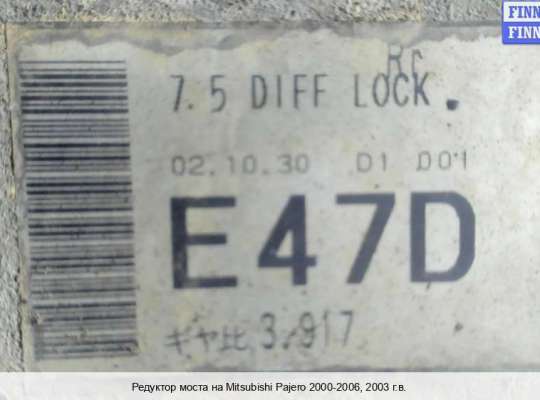 FINN
FINN
Rr
7.5 DIFF LOCK.
02.10.30 D1 001
E47D
ギヤ比 3.917
Редуктор моста на Mitsubishi Pajero 2000-2006, 2003 г.в.